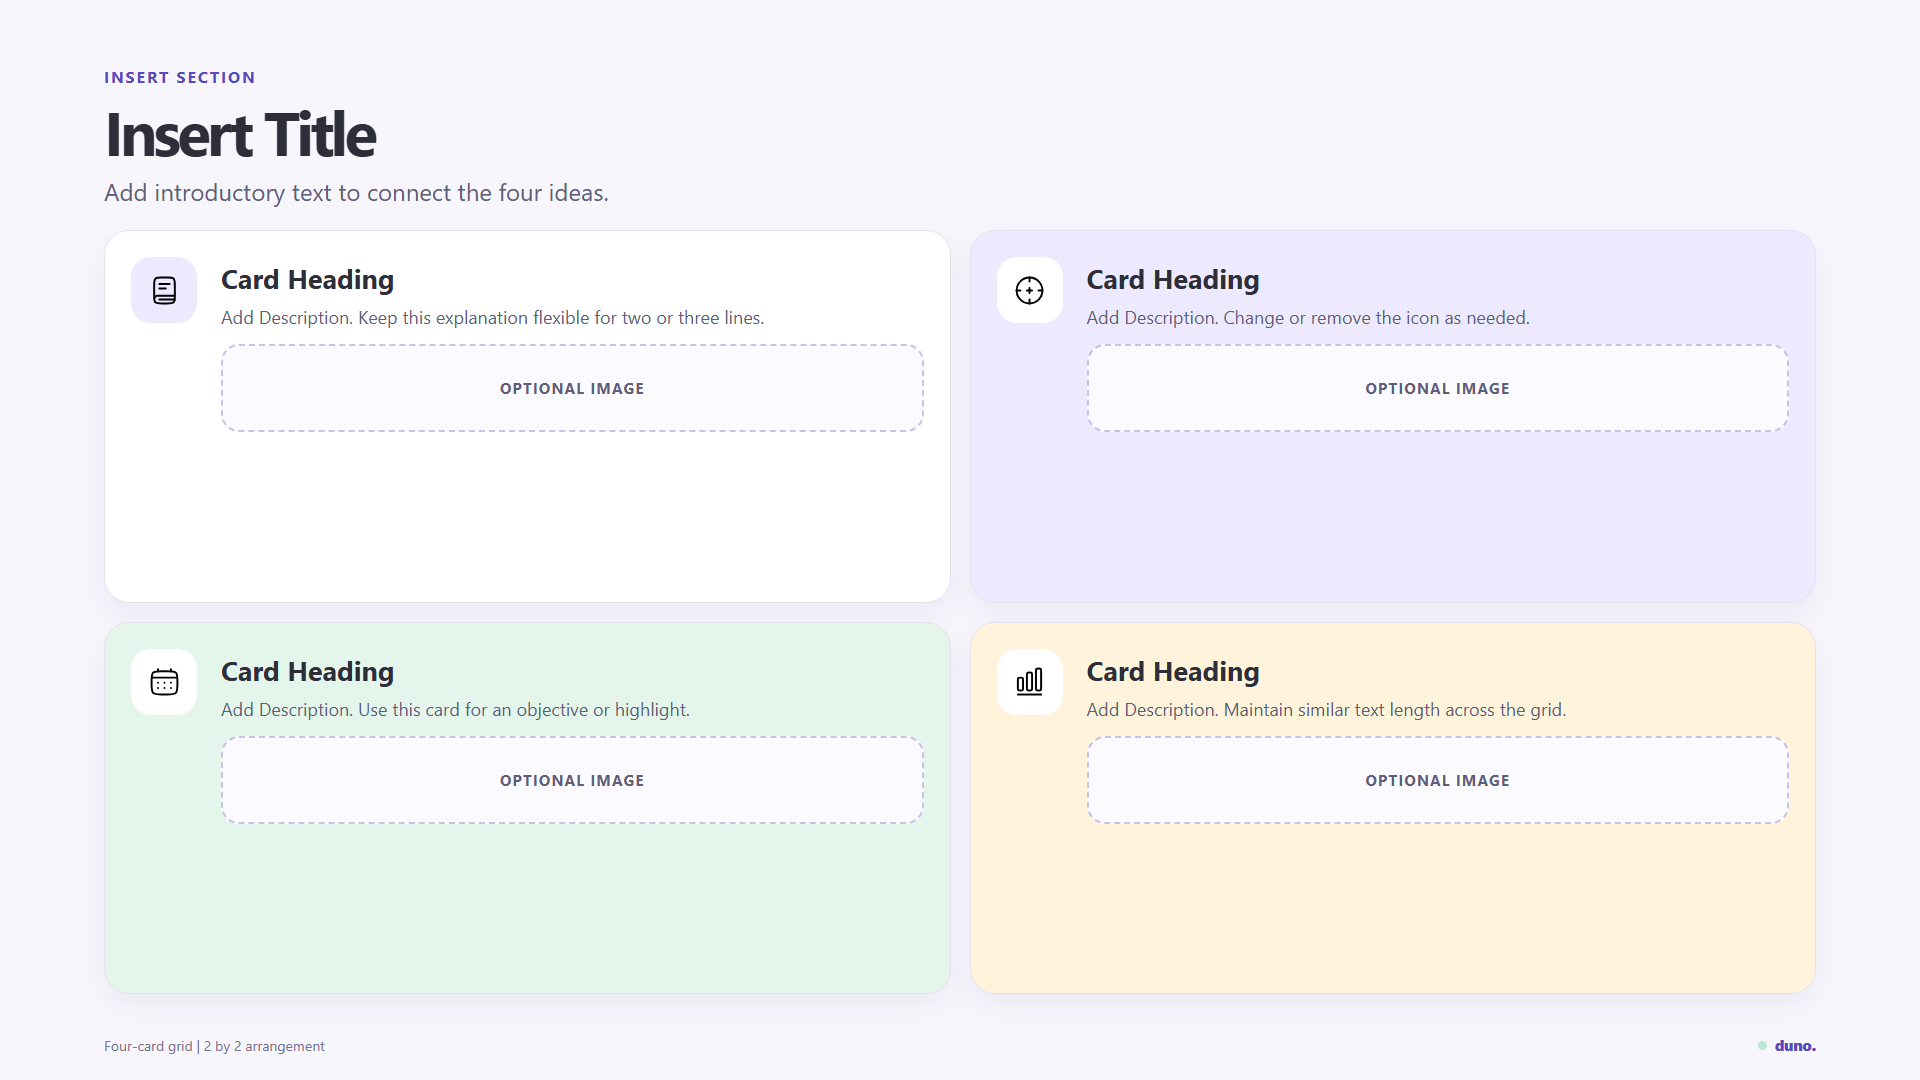 INSERT SECTION
Insert Title
Add introductory text to connect the four ideas.
Card Heading
Add Description. Keep this explanation flexible for two or three lines.
OPTIONAL IMAGE
Card Heading
Add Description. Change or remove the icon as needed.
OPTIONAL IMAGE
Card Heading
Add Description. Use this card for an objective or highlight.
OPTIONAL IMAGE
Card Heading
Add Description. Maintain similar text length across the grid.
OPTIONAL IMAGE
Four-card grid | 2 by 2 arrangement
duno.